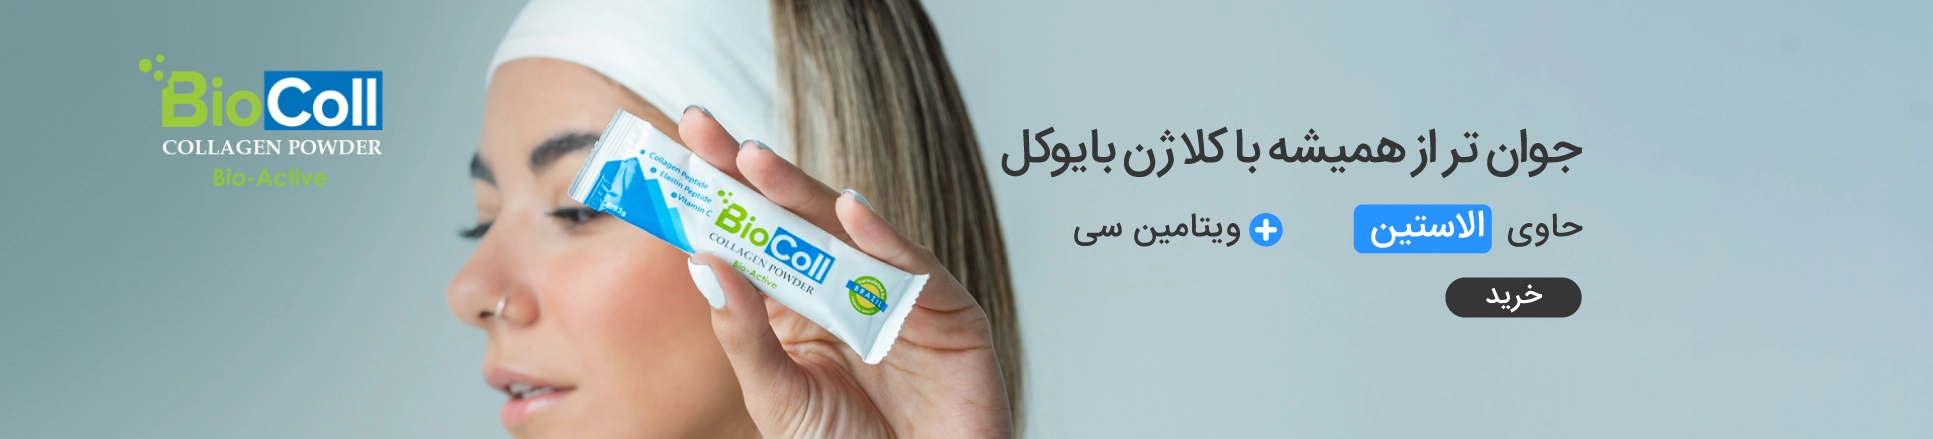 BioColl
COLLAGEN POWDER
Bio-Active
جوان تر از همیشه با کلاژن بایوکل
حاوی الاستین + ویتامین سی
خرید
Collagen Peptide
Elastin Peptide
Vitamin C
BioColl
COLLAGEN POWDER
Bio-Active
BRAZIL